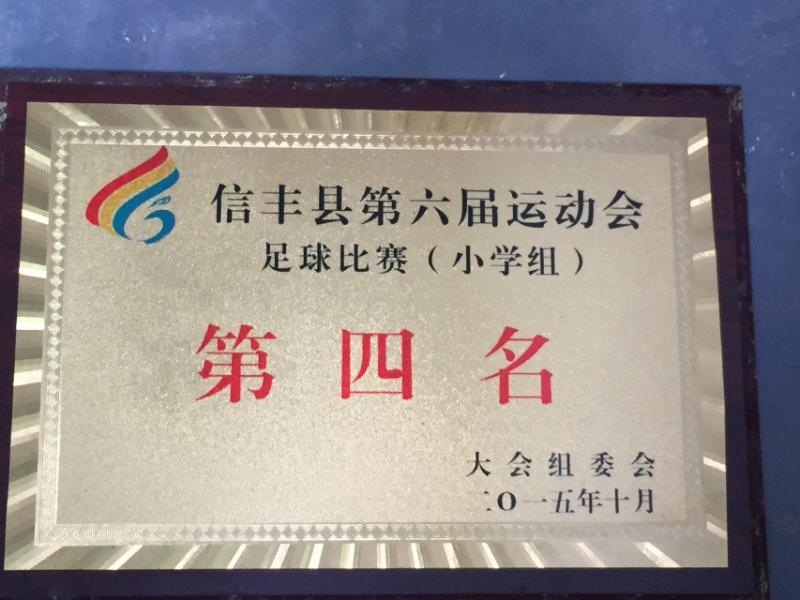 信丰县第六届运动会
足球比赛（小学组）
第四名
大会组委会
二O一五年十月